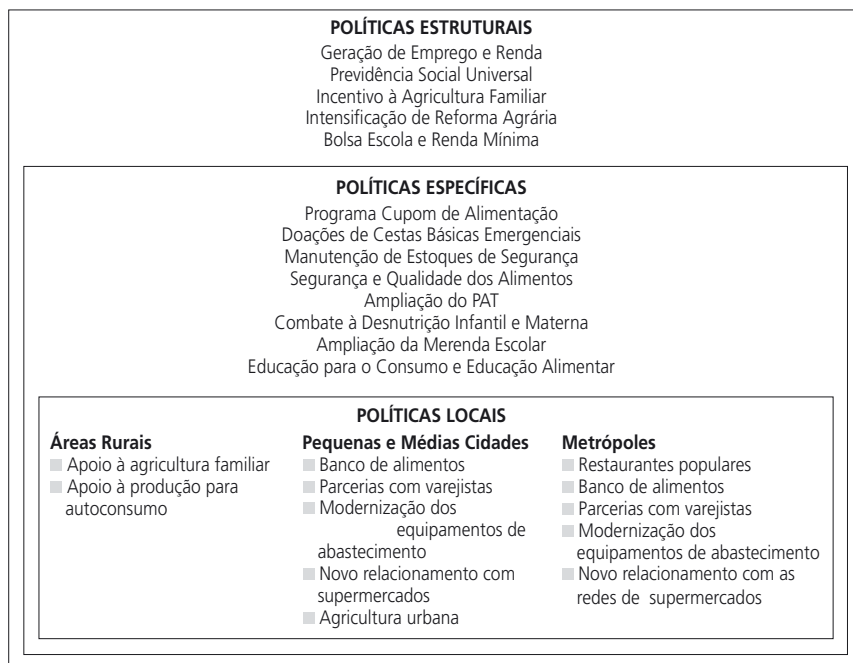 POLÍTICAS ESTRUTURAIS
Geração de Emprego e Renda
Previdência Social Universal
Incentivo à Agricultura Familiar
Intensificação de Reforma Agrária
Bolsa Escola e Renda Mínima
POLÍTICAS ESPECÍFICAS
Programa Cupom de Alimentação
Doações de Cestas Básicas Emergenciais
Manutenção de Estoques de Segurança
Segurança e Qualidade dos Alimentos
Ampliação do PAT
Combate à Desnutrição Infantil e Materna
Ampliação da Merenda Escolar
Educação para o Consumo e Educação Alimentar
POLÍTICAS LOCAIS
Áreas Rurais
Apoio à agricultura familiar
Apoio à produção para
autoconsumo
Pequenas e Médias Cidades
Banco de alimentos
Parcerias com varejistas
Modernização dos
equipamentos de
abastecimento
Novo relacionamento com
supermercados
Agricultura urbana
Metrópoles
Restaurantes populares
Banco de alimentos
Parcerias com varejistas
Modernização dos
equipamentos de abastecimento
Novo relacionamento com as
redes de supermercados